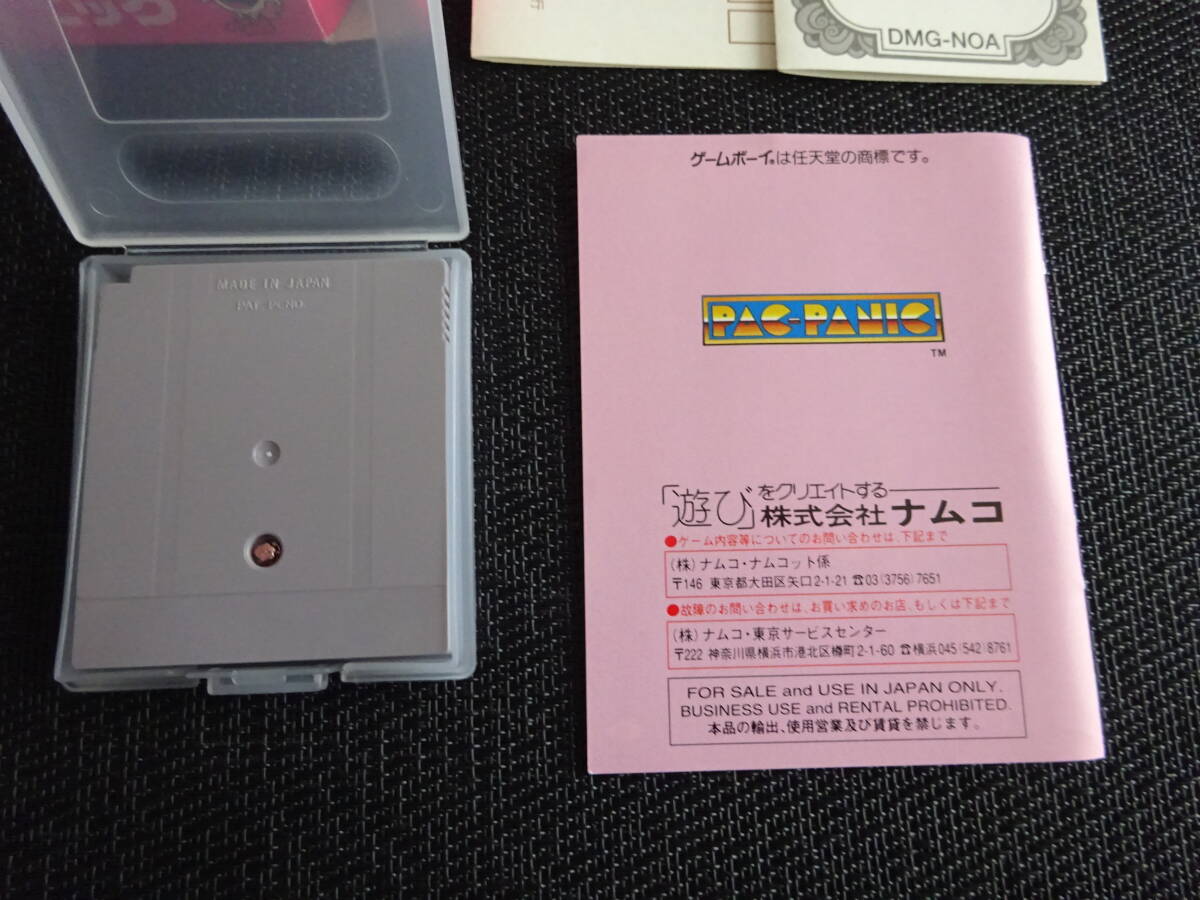 ニック
DMG-NOA
MADE IN JAPAN
PAT. PEND.
ゲームボーイ®は任天堂の商標です。
PAC-PANIC
TM
「遊び」をクリエイトする
株式会社ナムコ
●ゲーム内容等についてのお問い合わせは、下記まで
(株)ナムコ・ナムコット係
〒146 東京都大田区矢口2-1-21 ☎03(3756)7651
●故障のお問い合わせは、お買い求めのお店、もしくは下記まで
(株)ナムコ・東京サービスセンター
〒222 神奈川県横浜市港北区樽町2-1-60 ☎横浜045(542)8761
FOR SALE and USE IN JAPAN ONLY.
BUSINESS USE and RENTAL PROHIBITED.
本品の輸出、使用営業及び賃貸を禁じます。